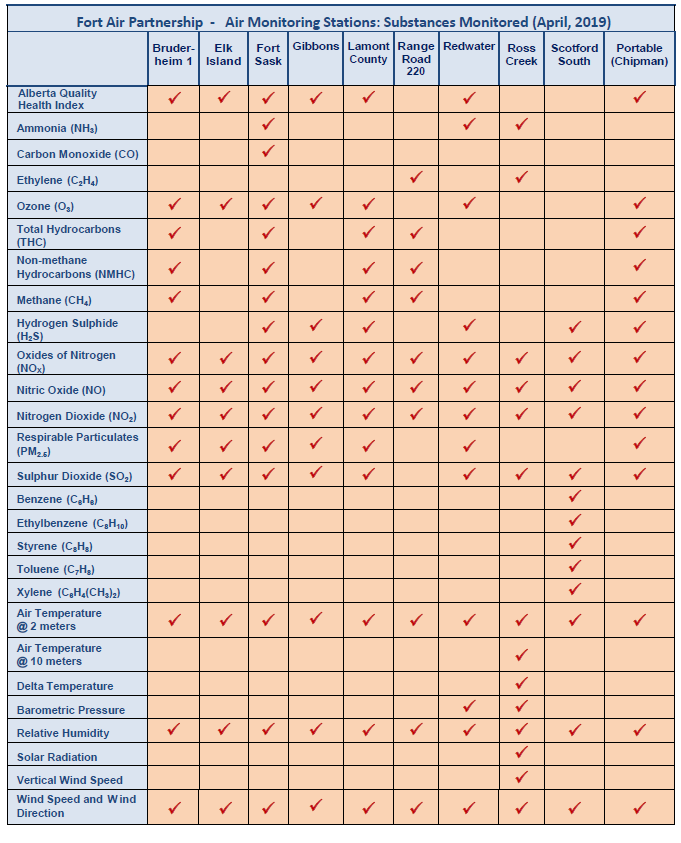 Fort Air Partnership - Air Monitoring Stations: Substances Monitored (April, 2019)
Bruder-
heim 1
Elk
Island
Fort
Sask
Gibbons
Lamont
County
Range
Road
220
Redwater
Ross
Creek
Scotford
South
Portable
(Chipman)
Alberta Quality
Health Index
✓ ✓ ✓ ✓ ✓ ✓ ✓
Ammonia (NH₃)
✓ ✓ ✓
Carbon Monoxide (CO)
✓
Ethylene (C₂H₄)
✓ ✓
Ozone (O₃)
✓ ✓ ✓ ✓ ✓ ✓ ✓
Total Hydrocarbons
(THC)
✓ ✓ ✓ ✓ ✓
Non-methane
Hydrocarbons (NMHC)
✓ ✓ ✓ ✓ ✓
Methane (CH₄)
✓ ✓ ✓ ✓ ✓
Hydrogen Sulphide
(H₂S)
✓ ✓ ✓ ✓ ✓ ✓
Oxides of Nitrogen
(NOₓ)
✓ ✓ ✓ ✓ ✓ ✓ ✓ ✓ ✓ ✓
Nitric Oxide (NO)
✓ ✓ ✓ ✓ ✓ ✓ ✓ ✓ ✓ ✓
Nitrogen Dioxide (NO₂)
✓ ✓ ✓ ✓ ✓ ✓ ✓ ✓ ✓ ✓
Respirable Particulates
(PM₂.₅)
✓ ✓ ✓ ✓ ✓ ✓ ✓
Sulphur Dioxide (SO₂)
✓ ✓ ✓ ✓ ✓ ✓ ✓ ✓ ✓
Benzene (C₆H₆)
✓
Ethylbenzene (C₈H₁₀)
✓
Styrene (C₈H₈)
✓
Toluene (C₇H₈)
✓
Xylene (C₆H₄(CH₃)₂)
✓
Air Temperature
@ 2 meters
✓ ✓ ✓ ✓ ✓ ✓ ✓ ✓ ✓ ✓
Air Temperature
@ 10 meters
✓
Delta Temperature
✓
Barometric Pressure
✓ ✓
Relative Humidity
✓ ✓ ✓ ✓ ✓ ✓ ✓ ✓ ✓ ✓
Solar Radiation
✓
Vertical Wind Speed
✓
Wind Speed and Wind
Direction
✓ ✓ ✓ ✓ ✓ ✓ ✓ ✓ ✓ ✓